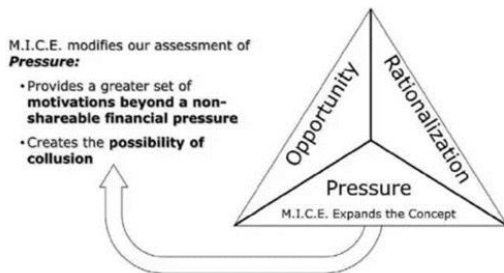 M.I.C.E. modifies our assessment of
Pressure:
•Provides a greater set of
motivations beyond a non-
shareable financial pressure
•Creates the possibility of
collusion
Opportunity
Rationalization
Pressure
M.I.C.E. Expands the Concept